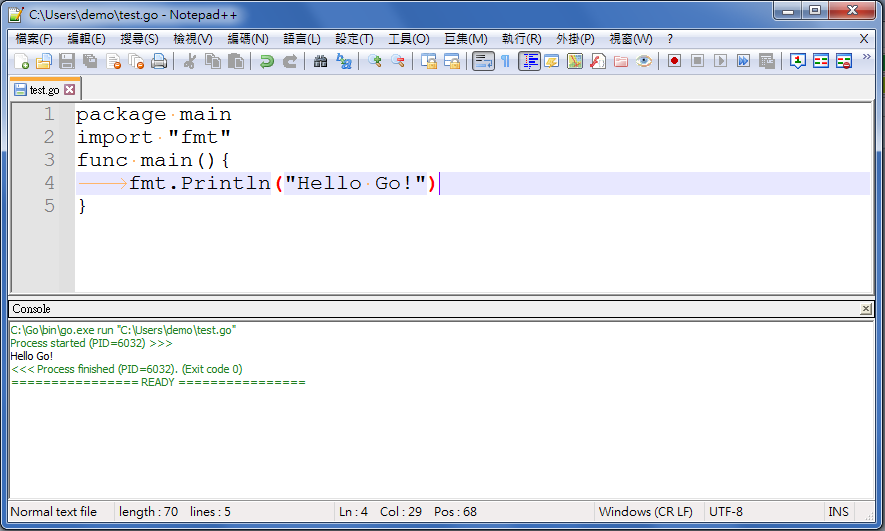 C:\Users\demo\test.go - Notepad++
檔案(F) 編輯(E) 搜尋(S) 檢視(V) 編碼(N) 語言(L) 設定(T) 工具(O) 巨集(M) 執行(R) 外掛(P) 視窗(W) ? X
test.go
1 package main
2 import "fmt"
3 func main(){
4 fmt.Println("Hello Go!")
5 }
Console
C:\Go\bin\go.exe run "C:\Users\demo\test.go"
Process started (PID=6032) >>>
Hello Go!
<<< Process finished (PID=6032). (Exit code 0)
================ READY ================
Normal text file length : 70 lines : 5 Ln : 4 Col : 29 Pos : 68 Windows (CR LF) UTF-8 INS